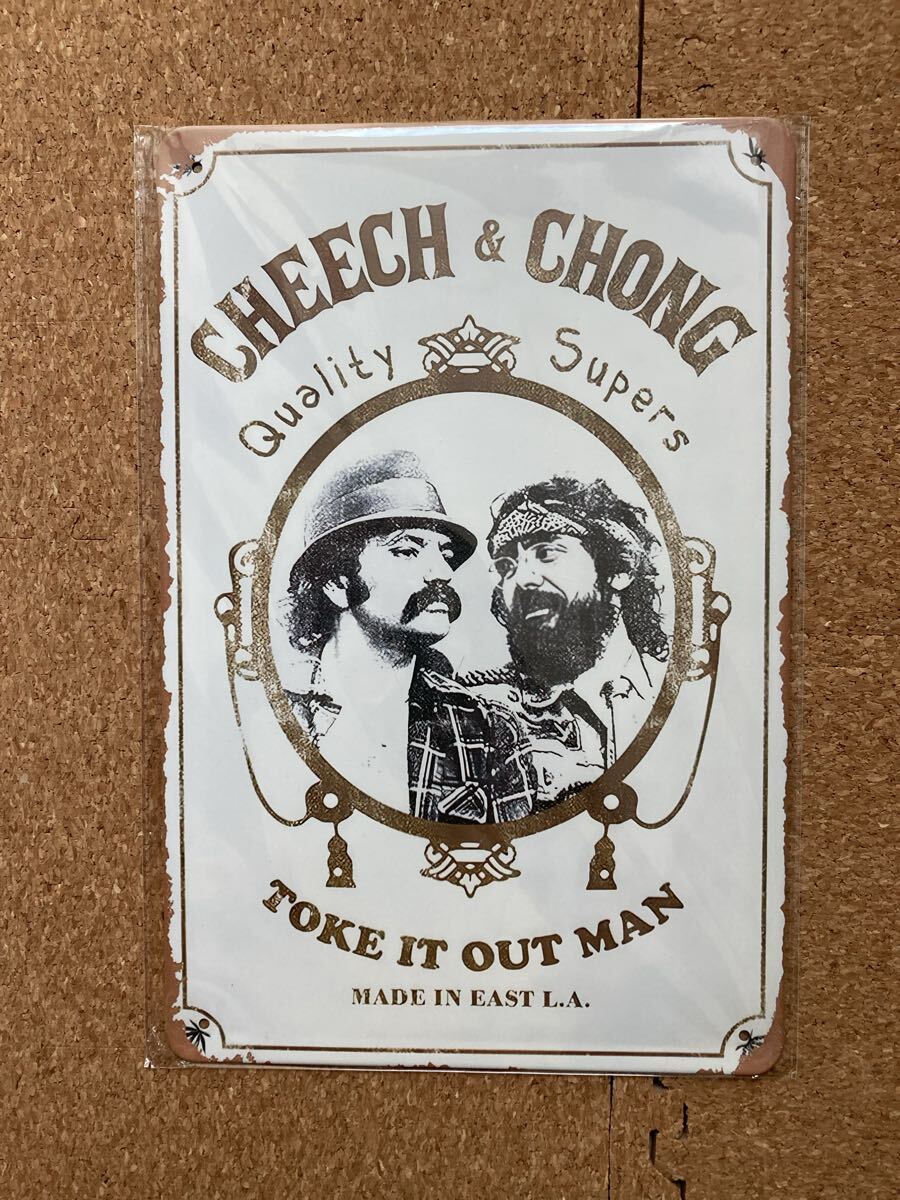 CHEECH & CHONG
Quality Supers
TOKE IT OUT MAN
MADE IN EAST L.A.